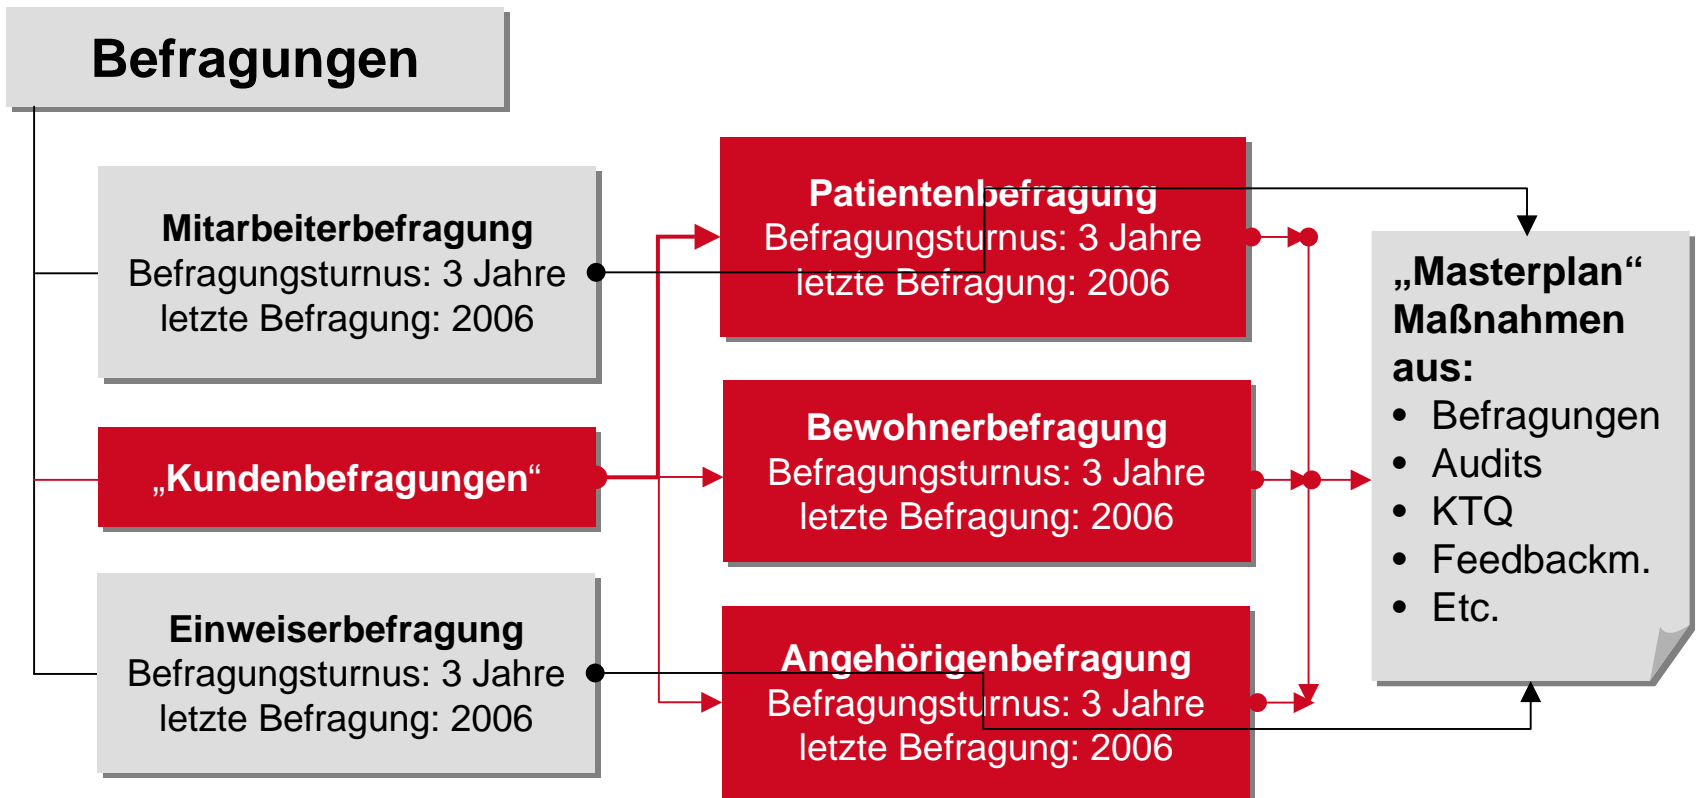 Befragungen
Mitarbeiterbefragung
Befragungsturnus: 3 Jahre
letzte Befragung: 2006
„Kundenbefragungen“
Einweiserbefragung
Befragungsturnus: 3 Jahre
letzte Befragung: 2006
Patientenbefragung
Befragungsturnus: 3 Jahre
letzte Befragung: 2006
Bewohnerbefragung
Befragungsturnus: 3 Jahre
letzte Befragung: 2006
Angehörigenbefragung
Befragungsturnus: 3 Jahre
letzte Befragung: 2006
„Masterplan“
Maßnahmen
aus:
• Befragungen
• Audits
• KTQ
• Feedbackm.
• Etc.